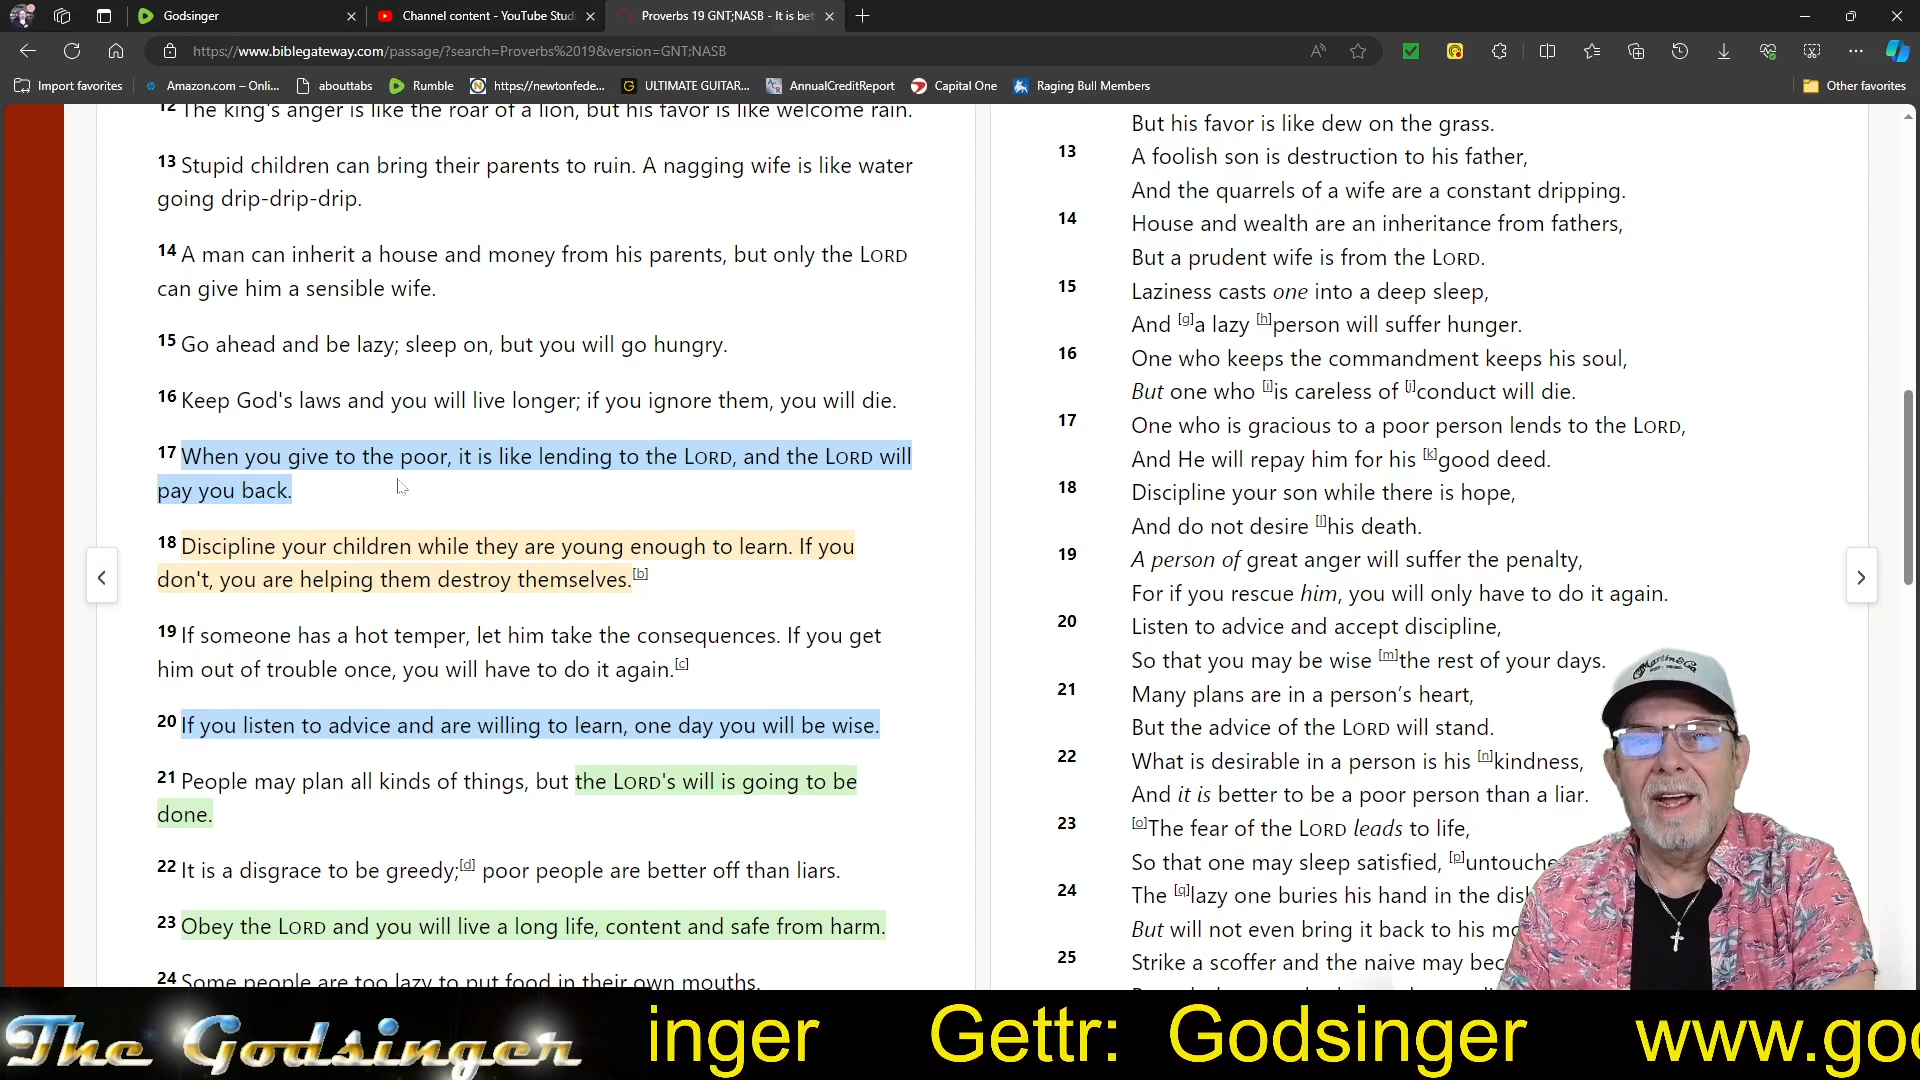 Godsinger
Channel content - YouTube Studi
Proverbs 19 GNT;NASB - It is bet
https://www.biblegateway.com/passage/?search=Proverbs%2019&version=GNT;NASB
Import favorites
Amazon.com – Onli...
abouttabs
Rumble
https://newtonfede...
ULTIMATE GUITAR...
AnnualCreditReport
Capital One
Raging Bull Members
Other favorites
12 The king's anger is like the roar of a lion, but his favor is like welcome rain.
13 Stupid children can bring their parents to ruin. A nagging wife is like water
going drip-drip-drip.
14 A man can inherit a house and money from his parents, but only the LORD
can give him a sensible wife.
15 Go ahead and be lazy; sleep on, but you will go hungry.
16 Keep God's laws and you will live longer; if you ignore them, you will die.
17 When you give to the poor, it is like lending to the LORD, and the LORD will
pay you back.
18 Discipline your children while they are young enough to learn. If you
don't, you are helping them destroy themselves.[b]
19 If someone has a hot temper, let him take the consequences. If you get
him out of trouble once, you will have to do it again.[c]
20 If you listen to advice and are willing to learn, one day you will be wise.
21 People may plan all kinds of things, but the LORD's will is going to be
done.
22 It is a disgrace to be greedy;[d] poor people are better off than liars.
23 Obey the LORD and you will live a long life, content and safe from harm.
24 Some people are too lazy to put food in their own mouths.
But his favor is like dew on the grass.
13 A foolish son is destruction to his father,
And the quarrels of a wife are a constant dripping.
14 House and wealth are an inheritance from fathers,
But a prudent wife is from the LORD.
15 Laziness casts one into a deep sleep,
And [g]a lazy [h]person will suffer hunger.
16 One who keeps the commandment keeps his soul,
But one who [i]is careless of [j]conduct will die.
17 One who is gracious to a poor person lends to the LORD,
And He will repay him for his [k]good deed.
18 Discipline your son while there is hope,
And do not desire [l]his death.
19 A person of great anger will suffer the penalty,
For if you rescue him, you will only have to do it again.
20 Listen to advice and accept discipline,
So that you may be wise [m]the rest of your days.
21 Many plans are in a person's heart,
But the advice of the LORD will stand.
22 What is desirable in a person is his [n]kindness,
And it is better to be a poor person than a liar.
23 [o]The fear of the LORD leads to life,
So that one may sleep satisfied, [p]untouche
24 The [q]lazy one buries his hand in the dis
But will not even bring it back to his mo
25 Strike a scoffer and the naive may bec
Martin & Co
The Godsinger
inger Gettr: Godsinger www.go